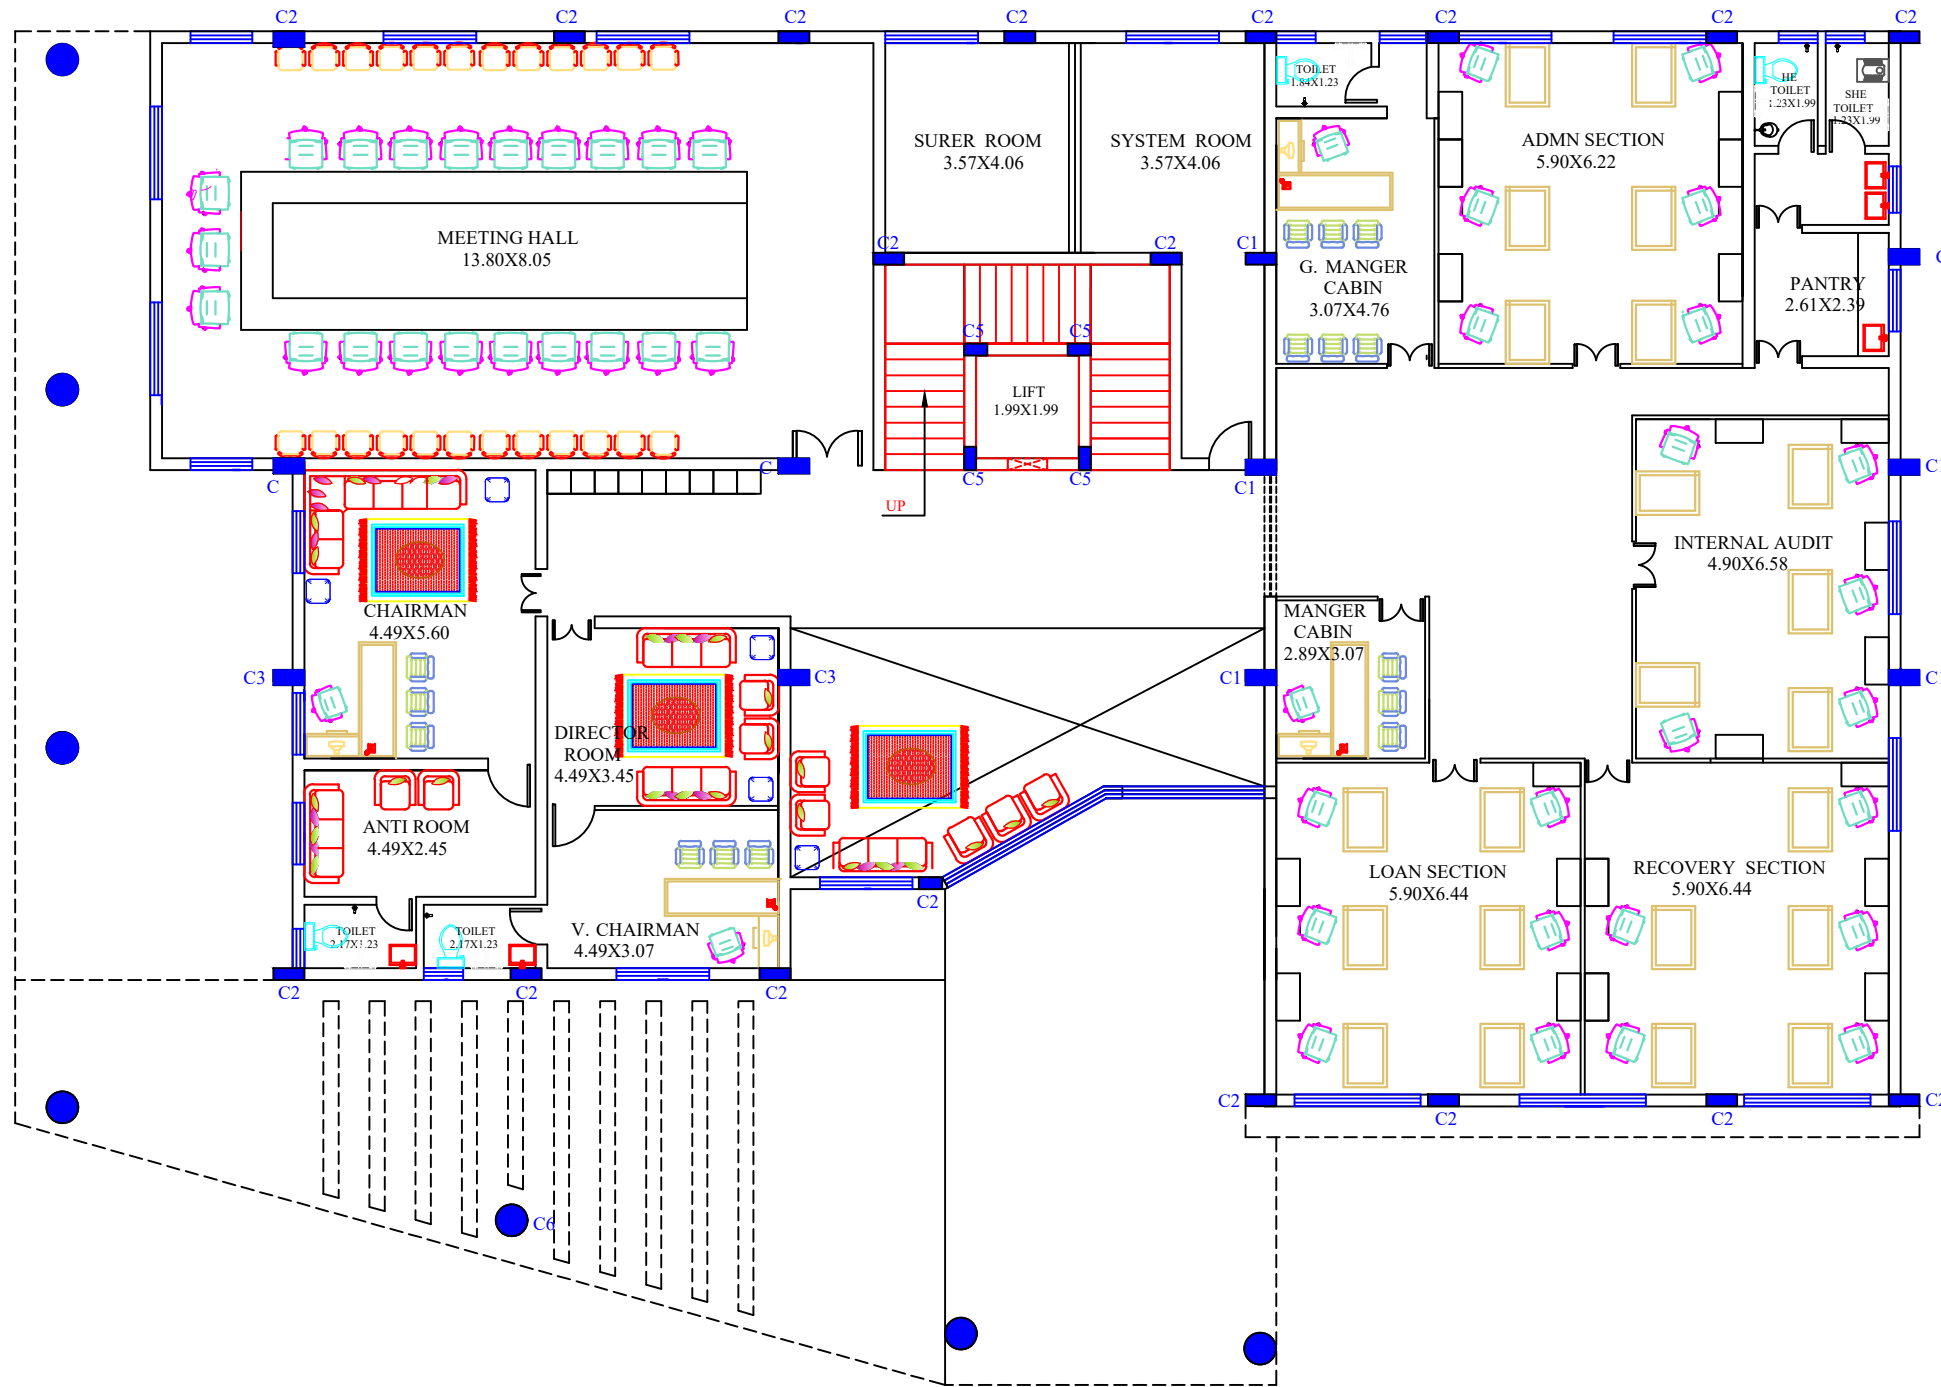 C2 C2 C2 C2 C2 C2 C2 C2
TOILET
1.84X1.23
HE
TOILET
1.23X1.99
SHE
TOILET
1.23X1.99
SURER ROOM
3.57X4.06
SYSTEM ROOM
3.57X4.06
ADMN SECTION
5.90X6.22
MEETING HALL
13.80X8.05
C2 C2 C1
G. MANGER
CABIN
3.07X4.76
PANTRY
2.61X2.39
C5 C5
LIFT
1.99X1.99
C C C5 C5 C1
UP
INTERNAL AUDIT
4.90X6.58
CHAIRMAN
4.49X5.60
MANGER
CABIN
2.89X3.07
C3 C3 C1
DIRECTOR
ROOM
4.49X3.45
ANTI ROOM
4.49X2.45
LOAN SECTION
5.90X6.44
RECOVERY SECTION
5.90X6.44
C2
TOILET
2.17X1.23
TOILET
2.17X1.23
V. CHAIRMAN
4.49X3.07
C2 C2 C2
C2 C2 C2 C2
C6